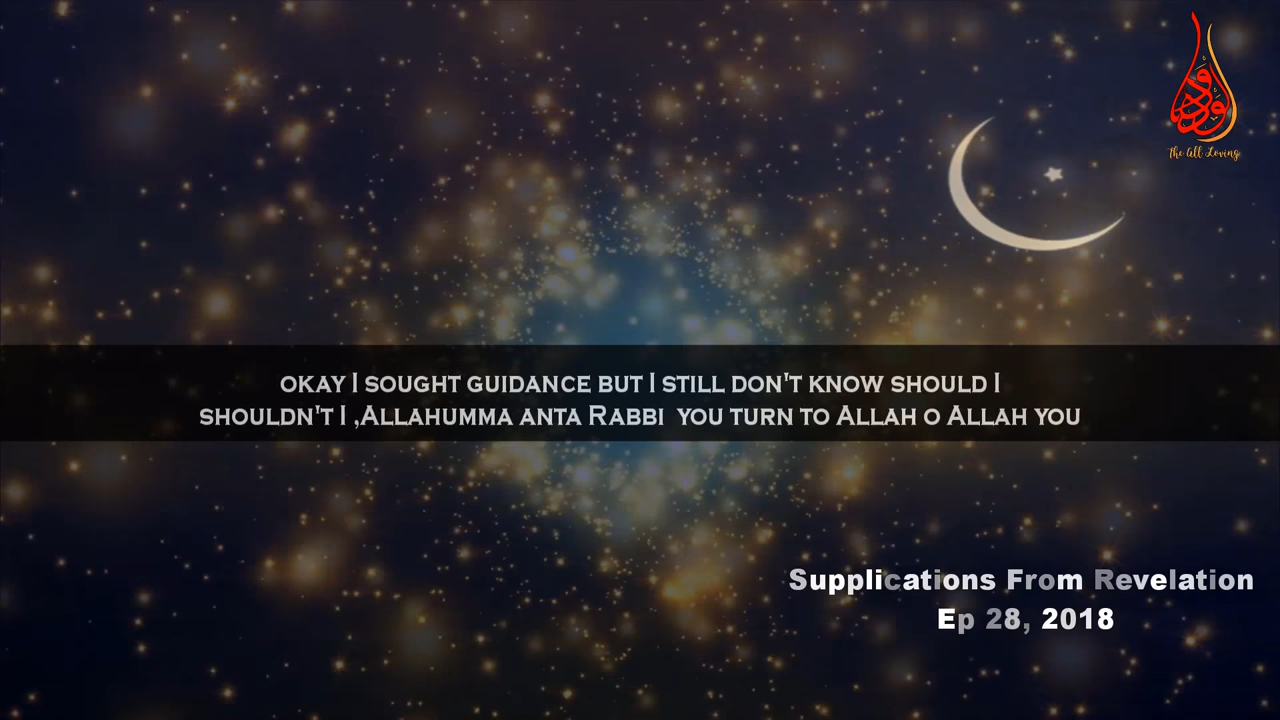 ودود
The All Loving
OKAY I SOUGHT GUIDANCE BUT I STILL DON'T KNOW SHOULD I
SHOULDN'T I ,ALLAHUMMA ANTA RABBI YOU TURN TO ALLAH O ALLAH YOU
Supplications From Revelation
Ep 28, 2018